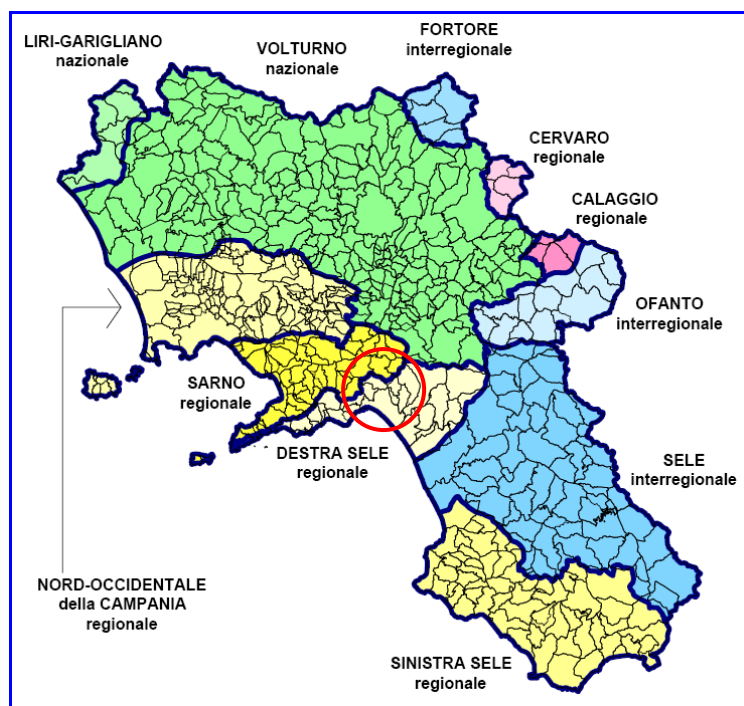 FORTORE
interregionale
LIRI-GARIGLIANO
nazionale
VOLTURNO
nazionale
CERVARO
regionale
CALAGGIO
regionale
OFANTO
interregionale
SARNO
regionale
DESTRA SELE
regionale
SELE
interregionale
NORD-OCCIDENTALE
della CAMPANIA
regionale
SINISTRA SELE
regionale